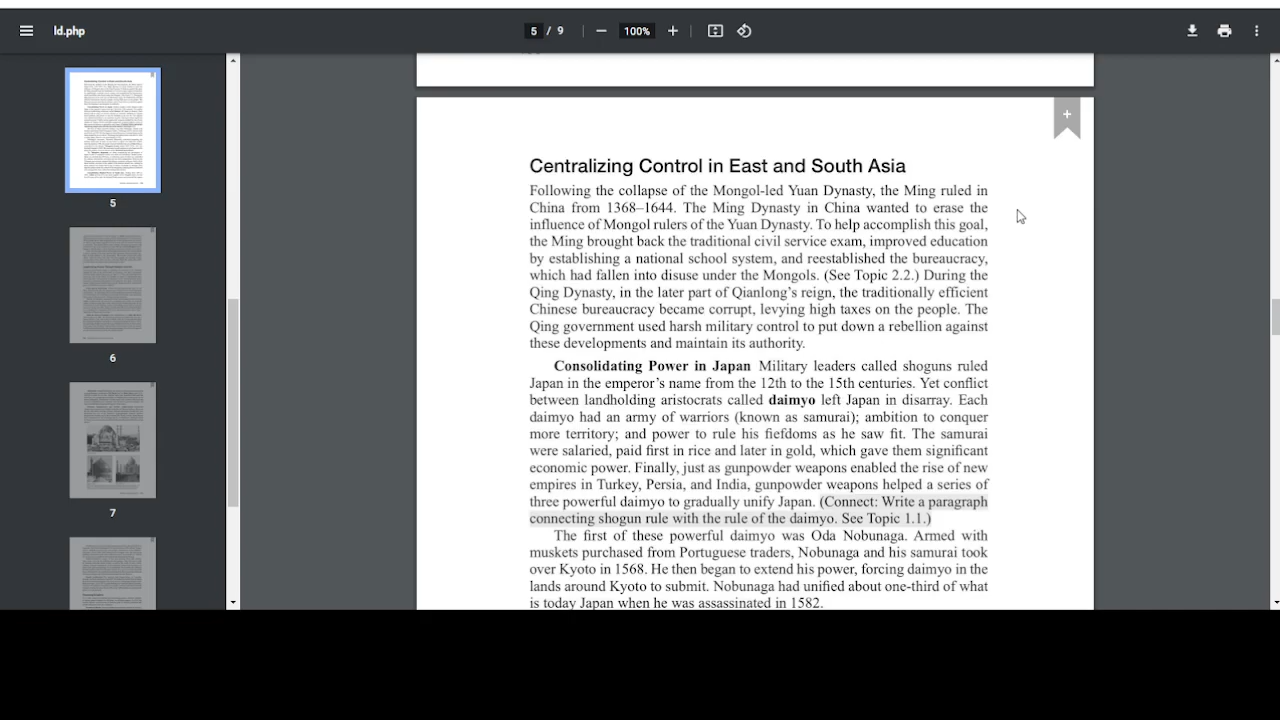 ld.php
5 / 9
100%
5
6
7
Centralizing Control in East and South Asia
Following the collapse of the Mongol-led Yuan Dynasty, the Ming ruled in
China from 1368–1644. The Ming Dynasty in China wanted to erase the
influence of Mongol rulers of the Yuan Dynasty. To help accomplish this goal,
the Ming brought back the traditional civil service exam, improved education
by establishing a national school system, and reestablished the bureaucracy,
which had fallen into disuse under the Mongols. (See Topic 2.2.) During the
Qing Dynasty, in the later part of Qianlong's reign, the traditionally efficient
Chinese bureaucracy became corrupt, levying high taxes on the people. The
Qing government used harsh military control to put down a rebellion against
these developments and maintain its authority.
Consolidating Power in Japan Military leaders called shoguns ruled
Japan in the emperor's name from the 12th to the 15th centuries. Yet conflict
between landholding aristocrats called daimyo left Japan in disarray. Each
daimyo had an army of warriors (known as samurai); ambition to conquer
more territory; and power to rule his fiefdoms as he saw fit. The samurai
were salaried, paid first in rice and later in gold, which gave them significant
economic power. Finally, just as gunpowder weapons enabled the rise of new
empires in Turkey, Persia, and India, gunpowder weapons helped a series of
three powerful daimyo to gradually unify Japan. (Connect: Write a paragraph
connecting shogun rule with the rule of the daimyo. See Topic 1.1.)
The first of these powerful daimyo was Oda Nobunaga. Armed with
muskets purchased from Portuguese traders, Nobunaga and his samurai took
over Kyoto in 1568. He then began to extend his power, forcing daimyo in the
lands around Kyoto to submit. Nobunaga had unified about one-third of what
is today Japan when he was assassinated in 1582.